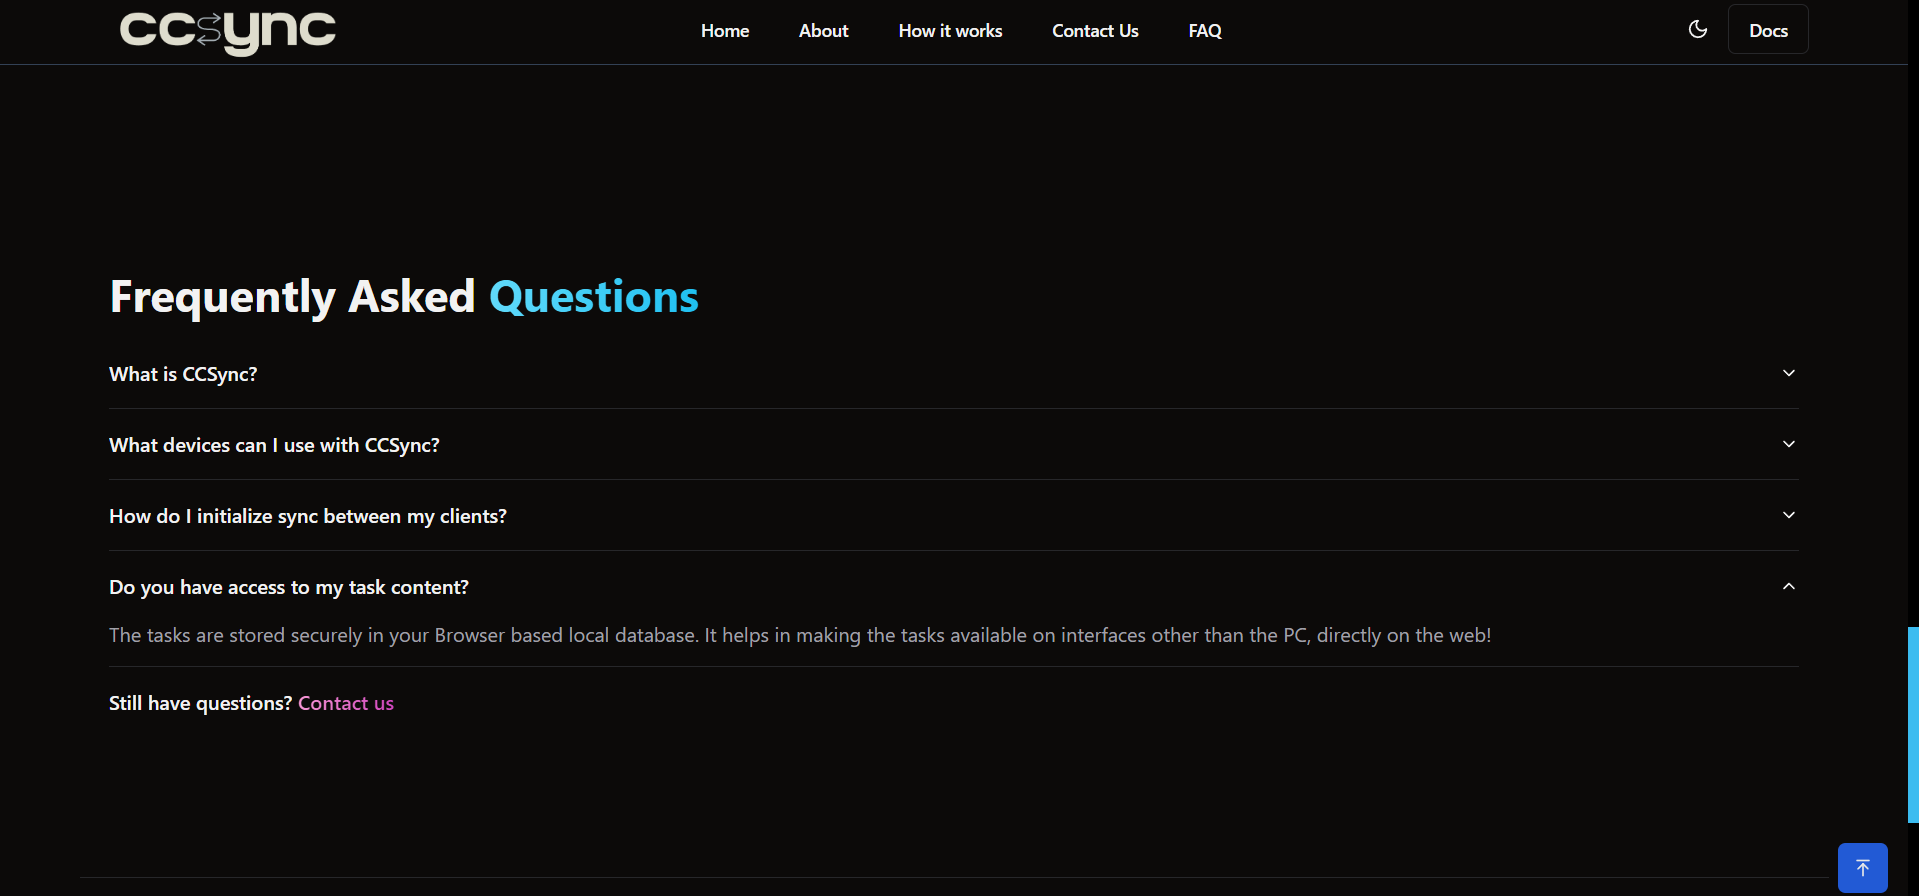 ccsync
Home About How it works Contact Us FAQ Docs
Frequently Asked Questions
What is CCSync?
What devices can I use with CCSync?
How do I initialize sync between my clients?
Do you have access to my task content?
The tasks are stored securely in your Browser based local database. It helps in making the tasks available on interfaces other than the PC, directly on the web!
Still have questions? Contact us